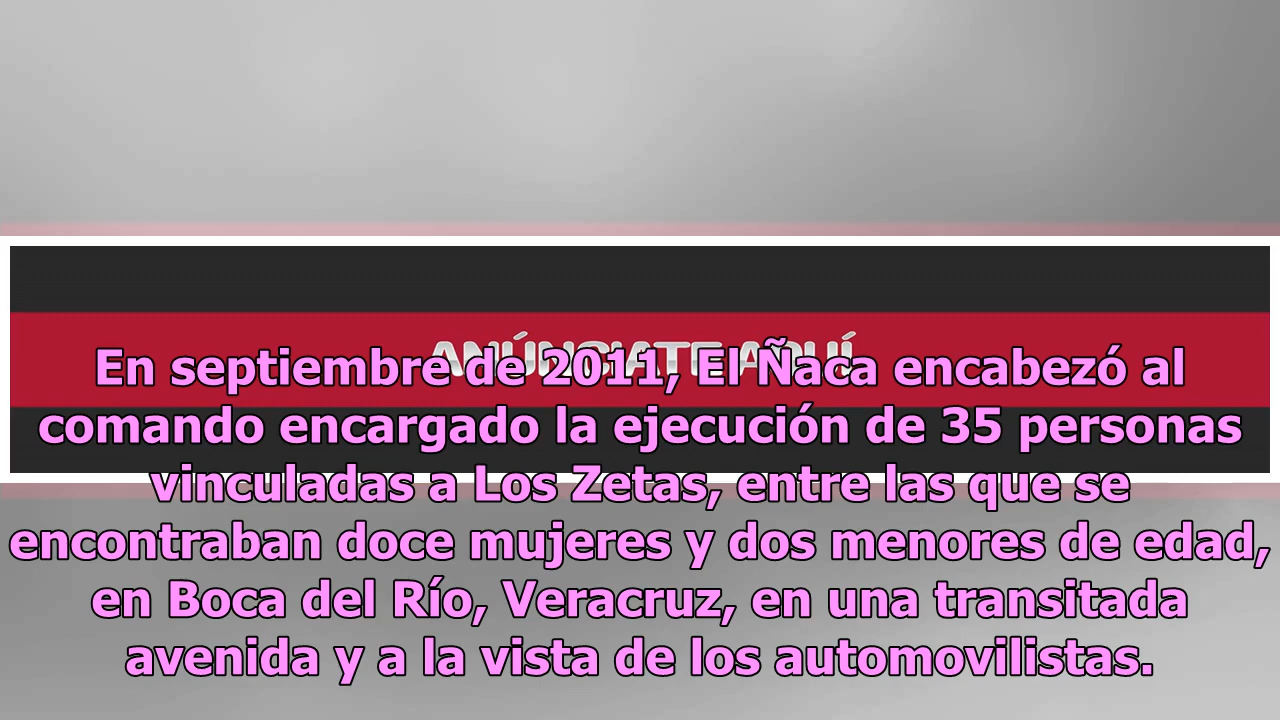 ANÚNCIATE AQUÍ
En septiembre de 2011, El Ñaca encabezó al
comando encargado la ejecución de 35 personas
vinculadas a Los Zetas, entre las que se
encontraban doce mujeres y dos menores de edad,
en Boca del Río, Veracruz, en una transitada
avenida y a la vista de los automovilistas.